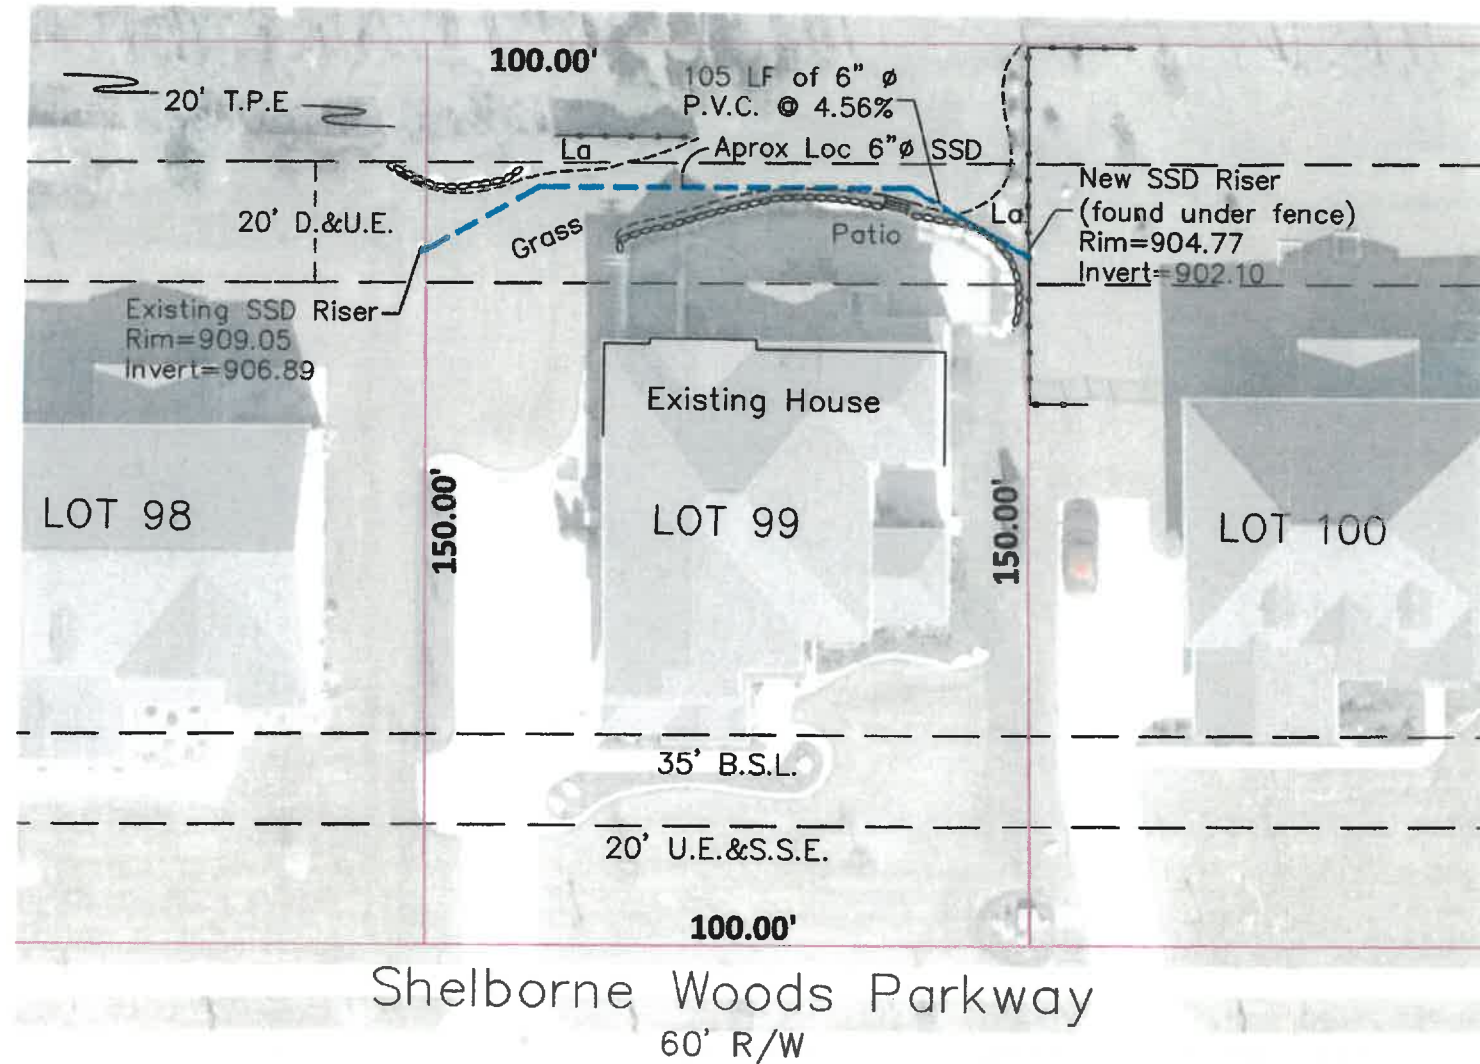 100.00'
105 LF of 6" ø
P.V.C. @ 4.56%
20' T.P.E
La
Aprox Loc 6"ø SSD
New SSD Riser
(found under fence)
Rim=904.77
Invert=902.10
20' D.&U.E.
Grass
Patio
La
Existing SSD Riser
Rim=909.05
Invert=906.89
Existing House
LOT 98
150.00'
LOT 99
150.00'
LOT 100
35' B.S.L.
20' U.E.&S.S.E.
100.00'
Shelborne Woods Parkway
60' R/W